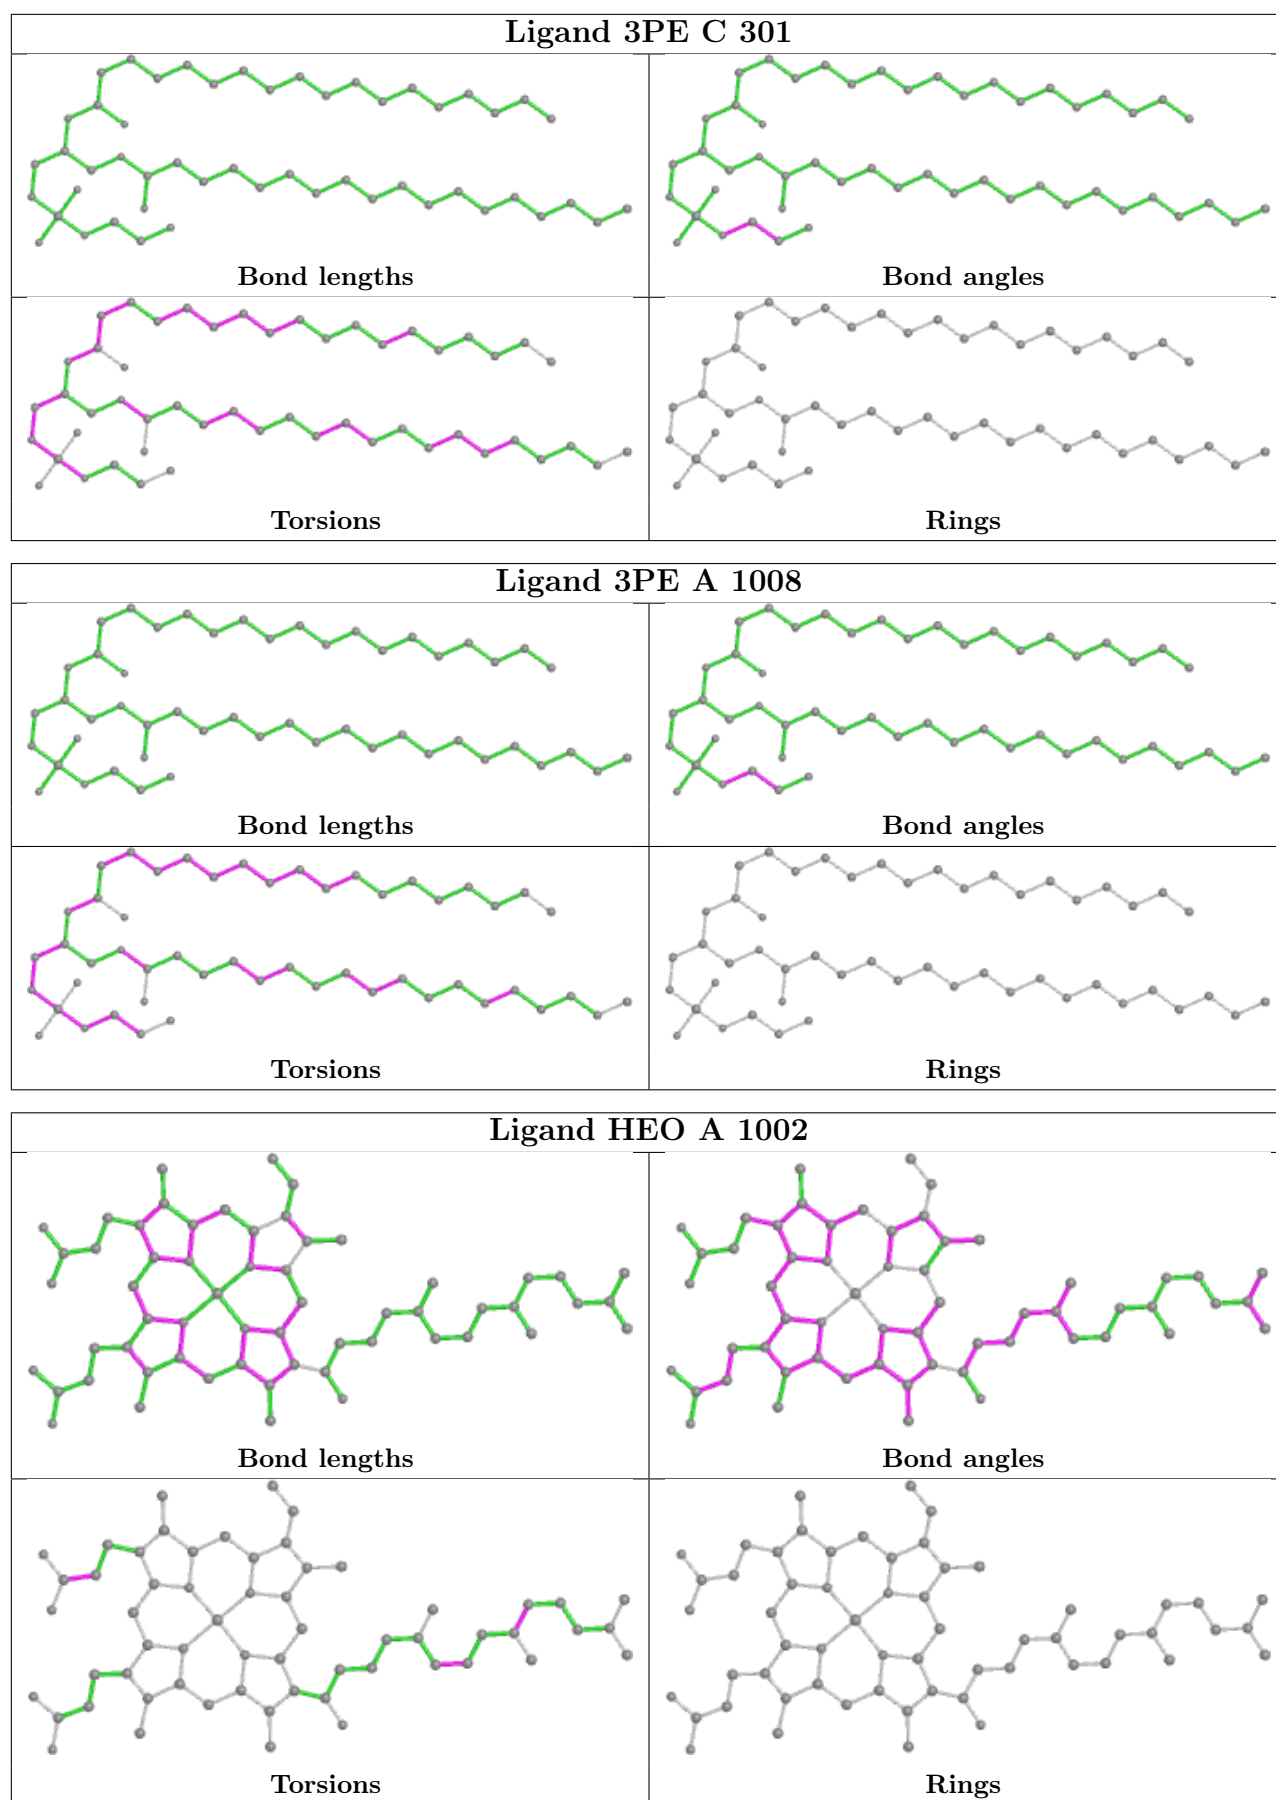 Ligand 3PE C 301
Bond lengths
Bond angles
Torsions
Rings
Ligand 3PE A 1008
Bond lengths
Bond angles
Torsions
Rings
Ligand HEO A 1002
Bond lengths
Bond angles
Torsions
Rings